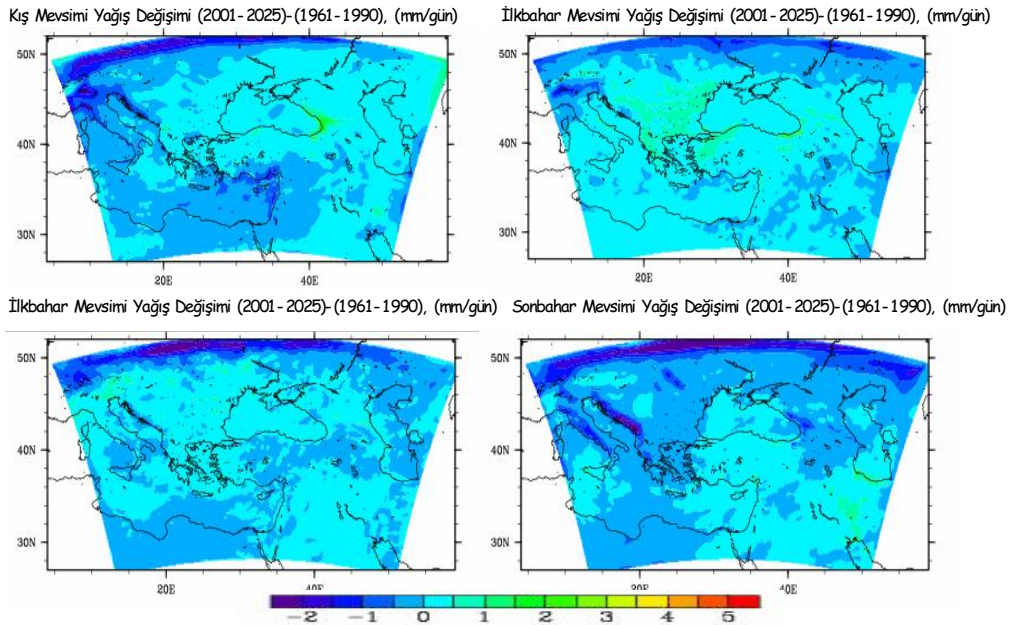 Kış Mevsimi Yağış Değişimi (2001-2025)-(1961-1990), (mm/gün)
İlkbahar Mevsimi Yağış Değişimi (2001-2025)-(1961-1990), (mm/gün)
50N
40N
30N
20E
40E
50N
40N
30N
20E
40E
İlkbahar Mevsimi Yağış Değişimi (2001-2025)-(1961-1990), (mm/gün)
Sonbahar Mevsimi Yağış Değişimi (2001-2025)-(1961-1990), (mm/gün)
50N
40N
30N
20E
40E
50N
40N
30N
20E
40E
-2 -1 0 1 2 3 4 5